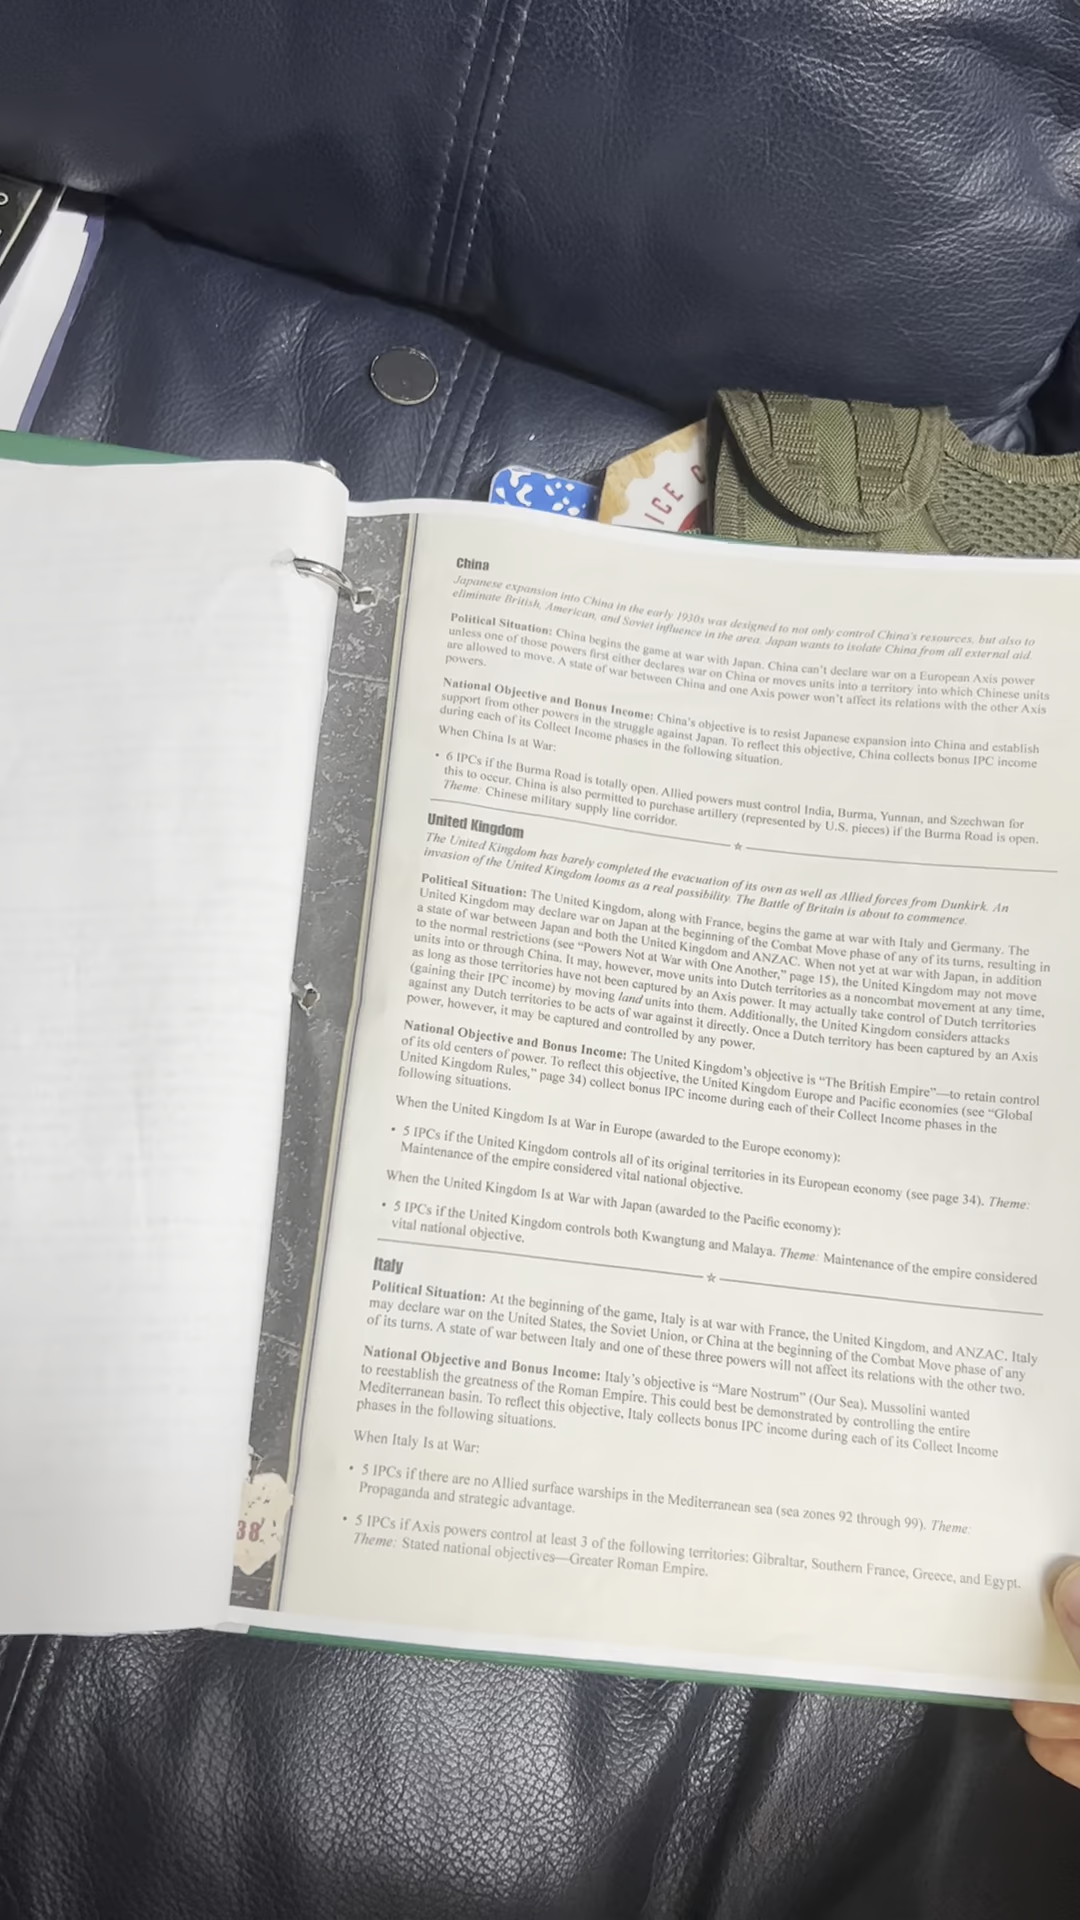 ICE C
China
Japanese expansion into China in the early 1930s was designed to not only control China's resources, but also to
eliminate British, American, and Soviet influence in the area. Japan wants to isolate China from all external aid.
Political Situation: China begins the game at war with Japan. China can't declare war on a European Axis power
unless one of those powers first either declares war on China or moves units into a territory into which Chinese units
are allowed to move. A state of war between China and one Axis power won't affect its relations with the other Axis
powers.
National Objective and Bonus Income: China's objective is to resist Japanese expansion into China and establish
support from other powers in the struggle against Japan. To reflect this objective, China collects bonus IPC income
during each of its Collect Income phases in the following situation.
When China Is at War:
• 6 IPCs if the Burma Road is totally open. Allied powers must control India, Burma, Yunnan, and Szechwan for
this to occur. China is also permitted to purchase artillery (represented by U.S. pieces) if the Burma Road is open.
Theme: Chinese military supply line corridor.
United Kingdom
The United Kingdom has barely completed the evacuation of its own as well as Allied forces from Dunkirk. An
invasion of the United Kingdom looms as a real possibility. The Battle of Britain is about to commence.
Political Situation: The United Kingdom, along with France, begins the game at war with Italy and Germany. The
United Kingdom may declare war on Japan at the beginning of the Combat Move phase of any of its turns, resulting in
a state of war between Japan and both the United Kingdom and ANZAC. When not yet at war with Japan, in addition
to the normal restrictions (see “Powers Not at War with One Another,” page 15), the United Kingdom may not move
units into or through China. It may, however, move units into Dutch territories as a noncombat movement at any time,
as long as those territories have not been captured by an Axis power. It may actually take control of Dutch territories
(gaining their IPC income) by moving land units into them. Additionally, the United Kingdom considers attacks
against any Dutch territories to be acts of war against it directly. Once a Dutch territory has been captured by an Axis
power, however, it may be captured and controlled by any power.
National Objective and Bonus Income: The United Kingdom's objective is “The British Empire”—to retain control
of its old centers of power. To reflect this objective, the United Kingdom Europe and Pacific economies (see “Global
United Kingdom Rules,” page 34) collect bonus IPC income during each of their Collect Income phases in the
following situations.
When the United Kingdom Is at War in Europe (awarded to the Europe economy):
• 5 IPCs if the United Kingdom controls all of its original territories in its European economy (see page 34). Theme:
Maintenance of the empire considered vital national objective.
When the United Kingdom Is at War with Japan (awarded to the Pacific economy):
• 5 IPCs if the United Kingdom controls both Kwangtung and Malaya. Theme: Maintenance of the empire considered
vital national objective.
Italy
Political Situation: At the beginning of the game, Italy is at war with France, the United Kingdom, and ANZAC. Italy
may declare war on the United States, the Soviet Union, or China at the beginning of the Combat Move phase of any
of its turns. A state of war between Italy and one of these three powers will not affect its relations with the other two.
National Objective and Bonus Income: Italy's objective is “Mare Nostrum” (Our Sea). Mussolini wanted
to reestablish the greatness of the Roman Empire. This could best be demonstrated by controlling the entire
Mediterranean basin. To reflect this objective, Italy collects bonus IPC income during each of its Collect Income
phases in the following situations.
When Italy Is at War:
• 5 IPCs if there are no Allied surface warships in the Mediterranean sea (sea zones 92 through 99). Theme:
Propaganda and strategic advantage.
• 5 IPCs if Axis powers control at least 3 of the following territories: Gibraltar, Southern France, Greece, and Egypt.
Theme: Stated national objectives—Greater Roman Empire.
38